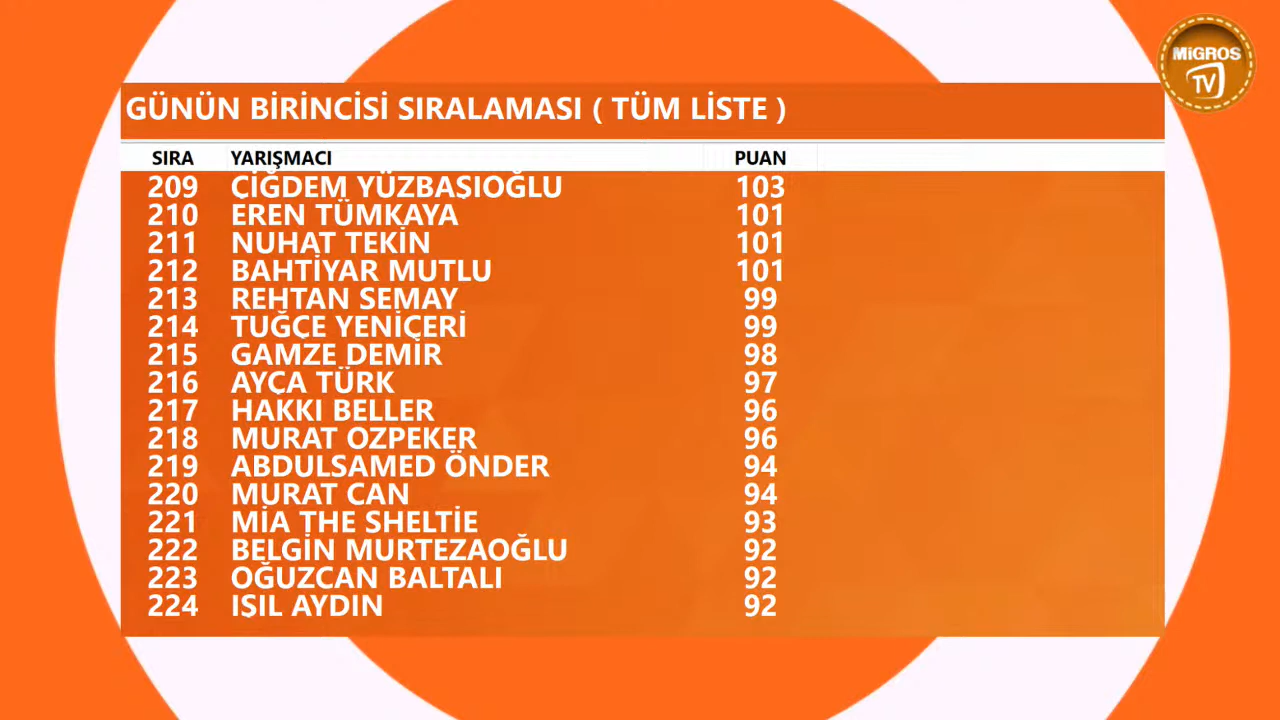 MiGROS
TV
GÜNÜN BİRİNCİSİ SIRALAMASI ( TÜM LİSTE )
SIRA YARIŞMACI PUAN
209 ÇİĞDEM YÜZBAŞIOĞLU 103
210 EREN TÜMKAYA 101
211 NUHAT TEKİN 101
212 BAHTİYAR MUTLU 101
213 REHTAN SEMAY 99
214 TUĞÇE YENİÇERİ 99
215 GAMZE DEMİR 98
216 AYÇA TÜRK 97
217 HAKKI BELLER 96
218 MURAT OZPEKER 96
219 ABDULSAMED ÖNDER 94
220 MURAT CAN 94
221 MİA THE SHELTİE 93
222 BELGİN MURTEZAOĞLU 92
223 OĞUZCAN BALTALI 92
224 IŞIL AYDIN 92